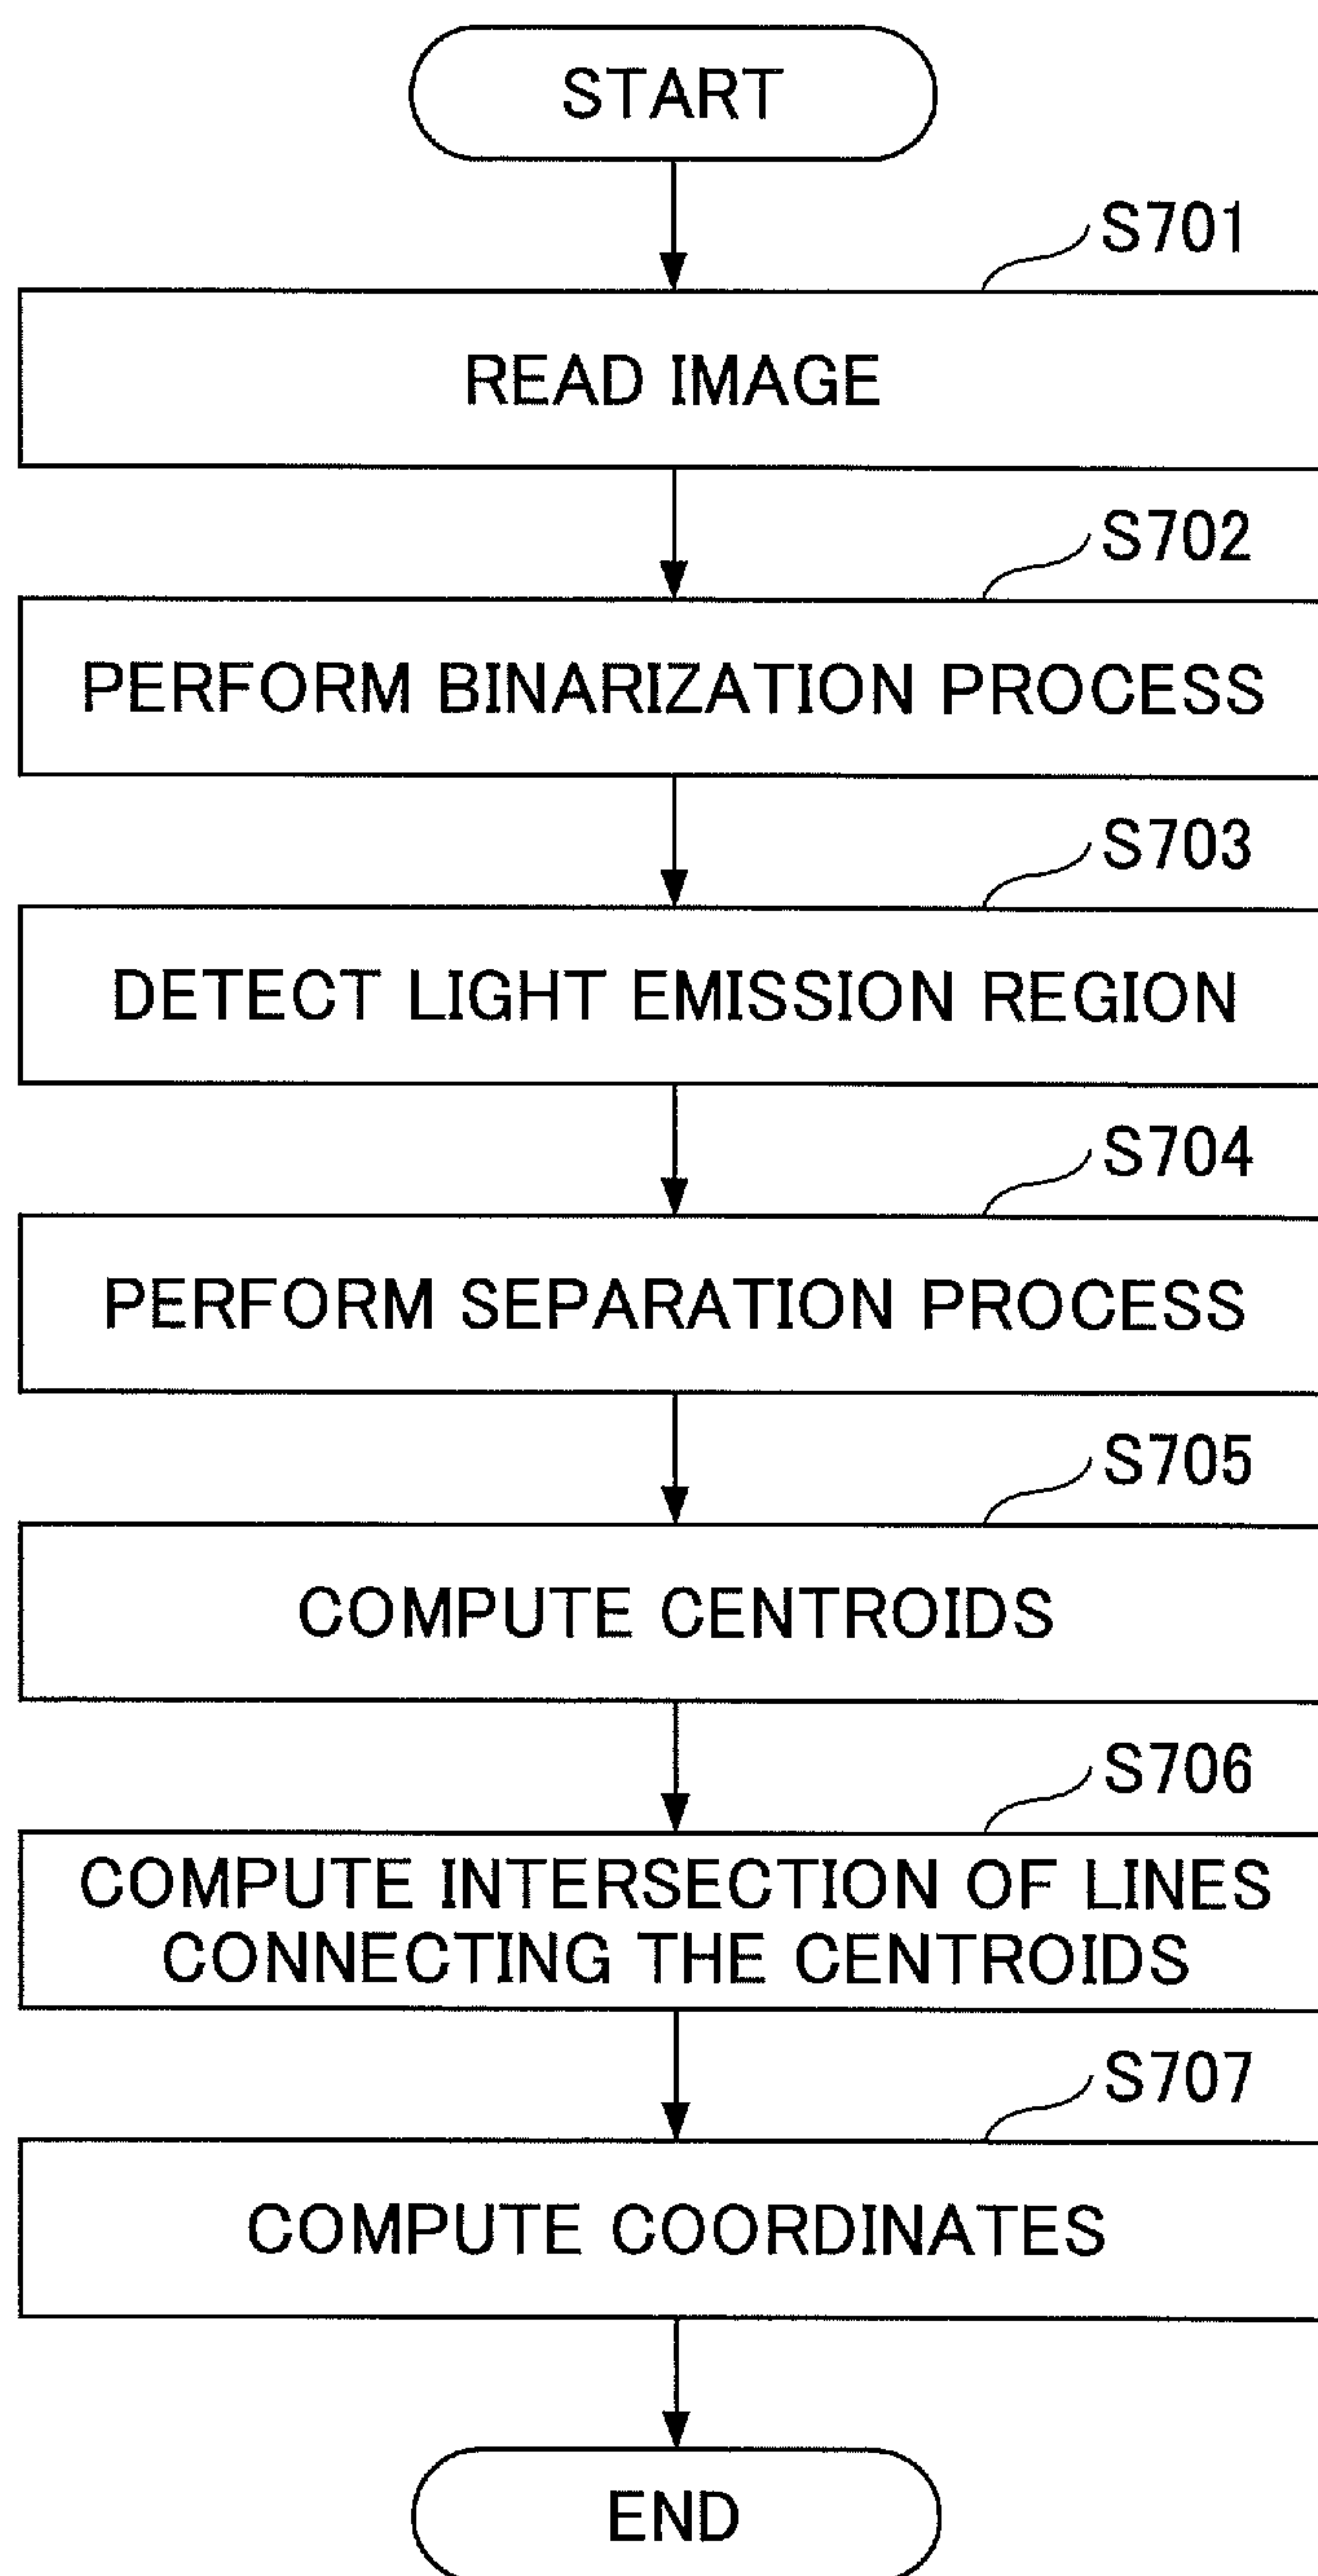 START
S701
READ IMAGE
S702
PERFORM BINARIZATION PROCESS
S703
DETECT LIGHT EMISSION REGION
S704
PERFORM SEPARATION PROCESS
S705
COMPUTE CENTROIDS
S706
COMPUTE INTERSECTION OF LINES
CONNECTING THE CENTROIDS
S707
COMPUTE COORDINATES
END